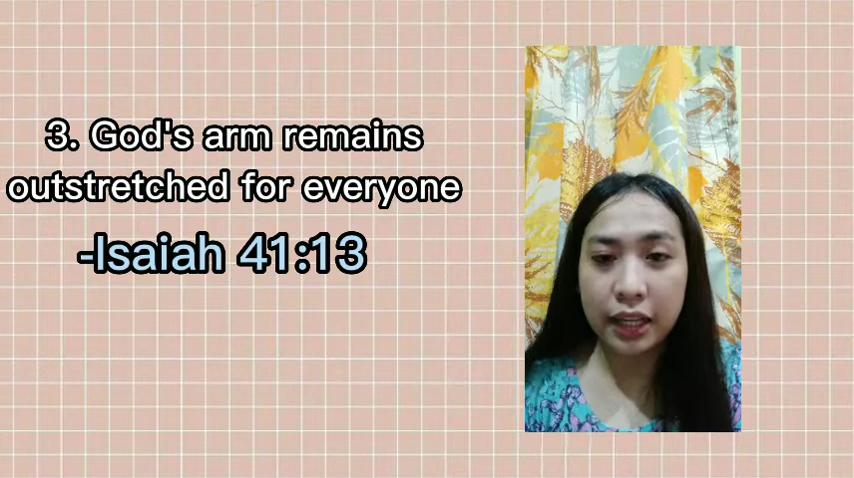 3. God's arm remains
outstretched for everyone
-Isaiah 41:13